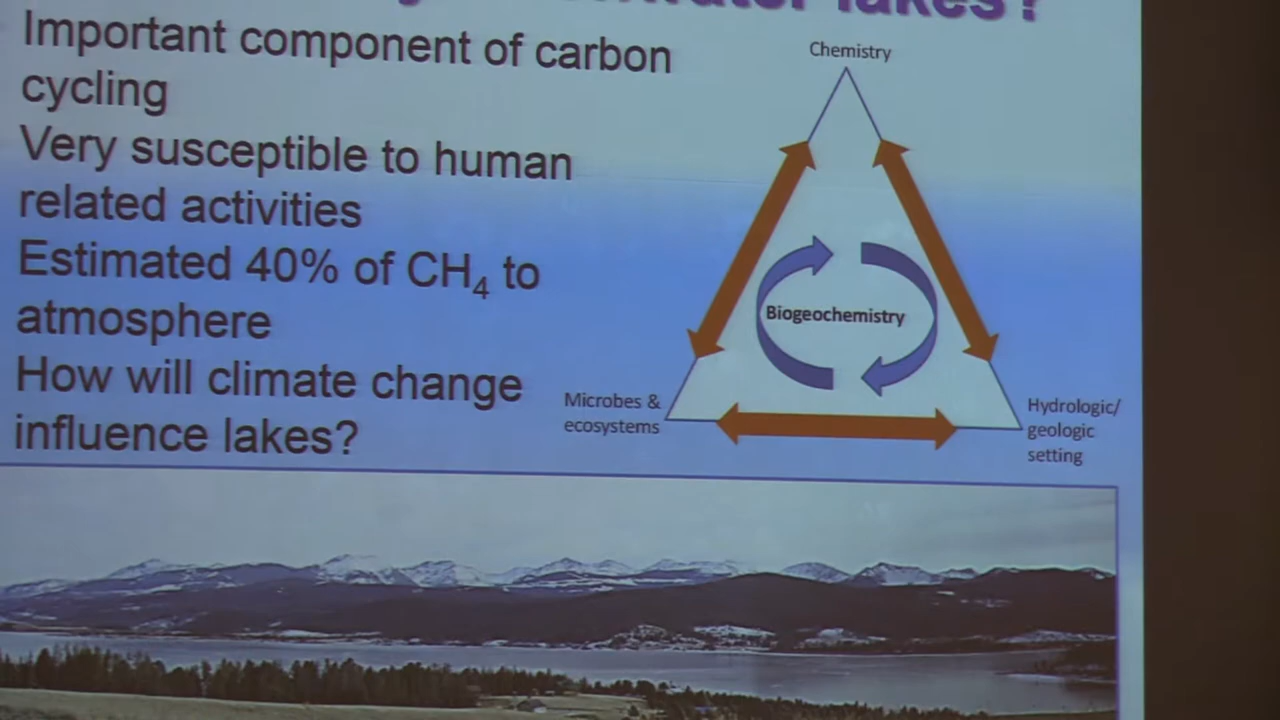 lakes?
Important component of carbon
cycling
Very susceptible to human
related activities
Estimated 40% of CH₄ to
atmosphere
How will climate change
influence lakes?
Chemistry
Biogeochemistry
Microbes &
ecosystems
Hydrologic/
geologic
setting